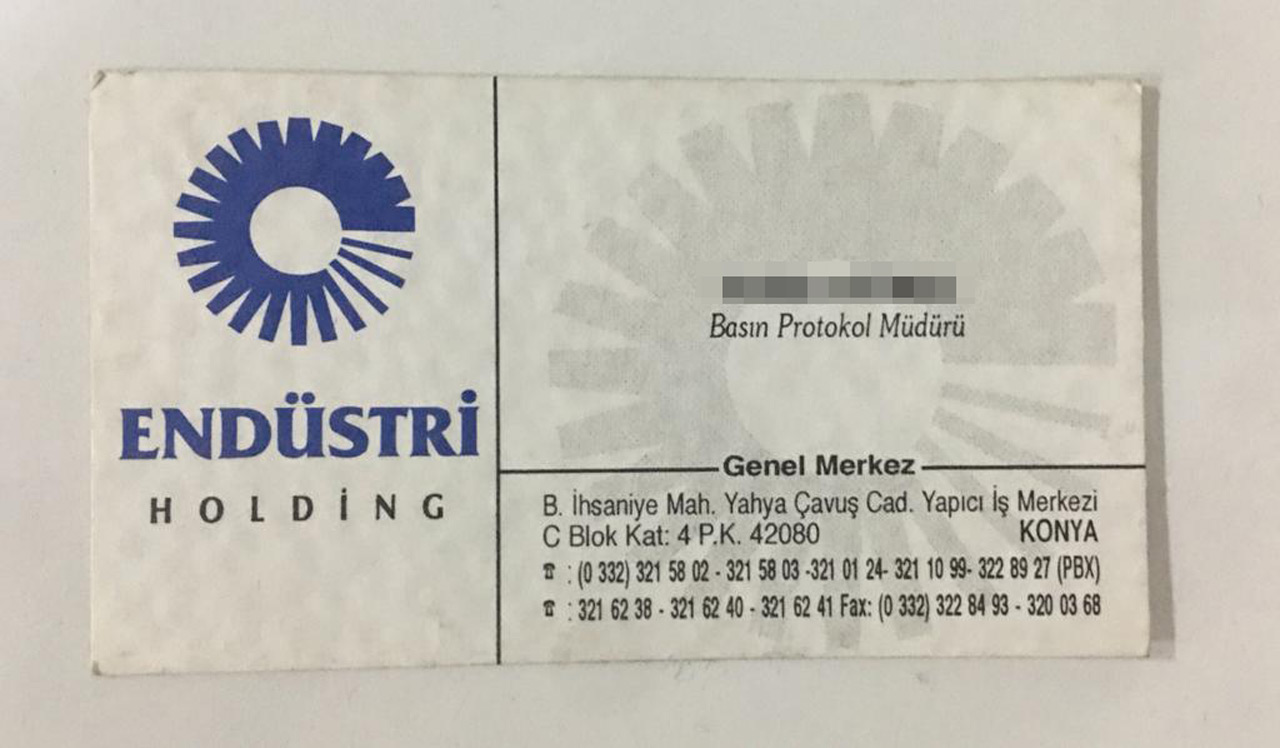 ENDÜSTRİ
HOLDİNG
Basın Protokol Müdürü
Genel Merkez
B. İhsaniye Mah. Yahya Çavuş Cad. Yapıcı İş Merkezi
C Blok Kat: 4 P.K. 42080 KONYA
☎ : (0 332) 321 58 02 - 321 58 03 -321 01 24- 321 10 99- 322 89 27 (PBX)
☎ : 321 62 38 - 321 62 40 - 321 62 41 Fax: (0 332) 322 84 93 - 320 03 68